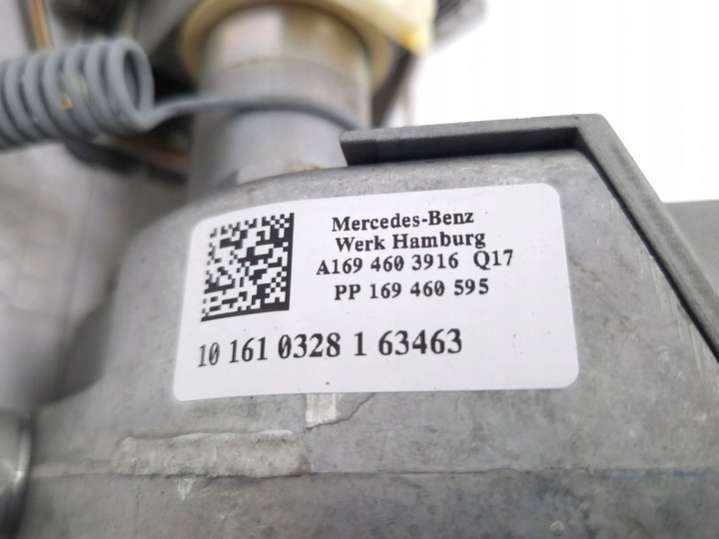 Mercedes-Benz
Werk Hamburg
A169 460 3916 Q17
PP 169 460 595
10 161 0328 1 63463